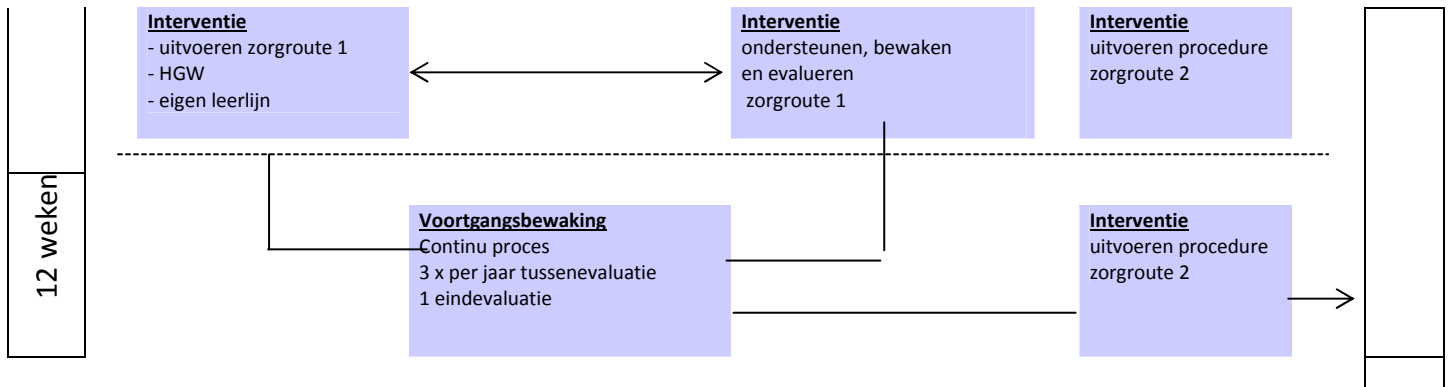 Interventie
- uitvoeren zorgroute 1
- HGW
- eigen leerlijn
Interventie
ondersteunen, bewaken
en evalueren
zorgroute 1
Interventie
uitvoeren procedure
zorgroute 2
12 weken
Voortgangsbewaking
Continu proces
3 x per jaar tussenevaluatie
1 eindevaluatie
Interventie
uitvoeren procedure
zorgroute 2